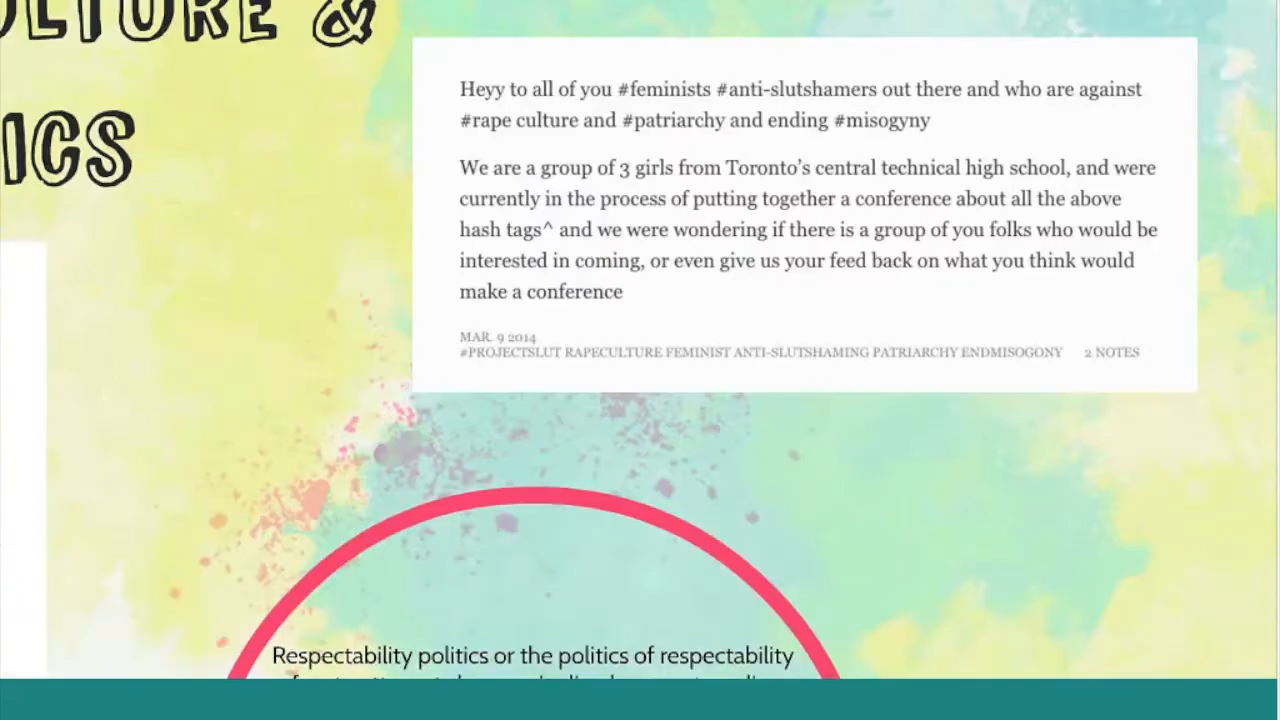 &
ICS
Heyy to all of you #feminists #anti-slutshamers out there and who are against
#rape culture and #patriarchy and ending #misogyny
We are a group of 3 girls from Toronto's central technical high school, and were
currently in the process of putting together a conference about all the above
hash tags^ and we were wondering if there is a group of you folks who would be
interested in coming, or even give us your feed back on what you think would
make a conference
MAR. 9 2014
#PROJECTSLUT RAPECULTURE FEMINIST ANTI-SLUTSHAMING PATRIARCHY ENDMISOGONY 2 NOTES
Respectability politics or the politics of respectability